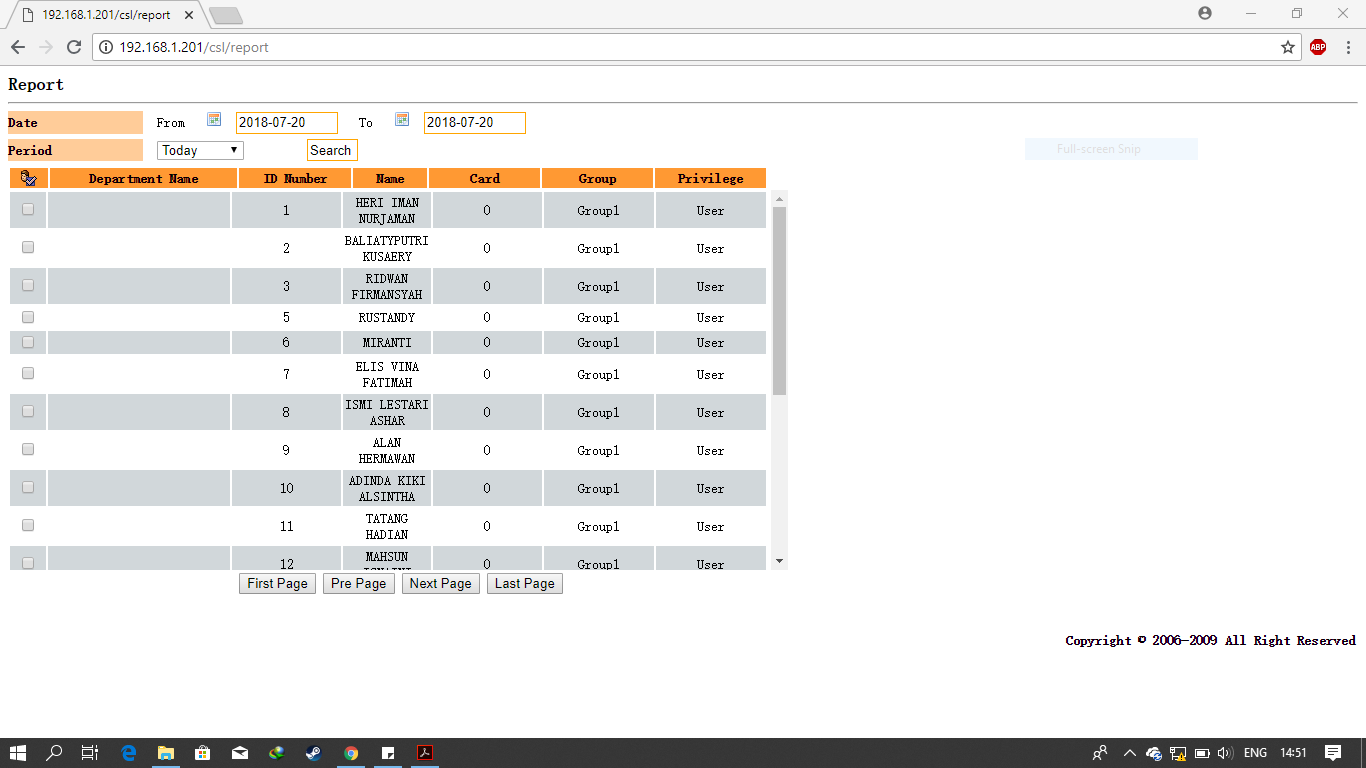 192.168.1.201/csl/report
192.168.1.201/csl/report
ABP
Report
Date From 2018-07-20 To 2018-07-20
Period Today Search
Full-screen Snip
Department Name ID Number Name Card Group Privilege
1 HERI IMAN NURJAMAN 0 Group1 User
2 BALIATYPUTRI KUSAERY 0 Group1 User
3 RIDWAN FIRMANSYAH 0 Group1 User
5 RUSTANDY 0 Group1 User
6 MIRANTI 0 Group1 User
7 ELIS VINA FATIMAH 0 Group1 User
8 ISMI LESTARI ASHAR 0 Group1 User
9 ALAN HERMAWAN 0 Group1 User
10 ADINDA KIKI ALSINTHA 0 Group1 User
11 TATANG HADIAN 0 Group1 User
12 MAHSUN 0 Group1 User
First Page Pre Page Next Page Last Page
Copyright © 2006-2009 All Right Reserved
ENG 14:51